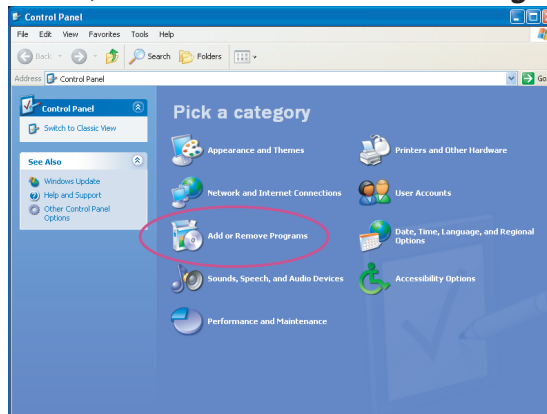 Control Panel
File Edit View Favorites Tools Help
Back Search Folders
Address Control Panel Go
Control Panel
Switch to Classic View
See Also
Windows Update
Help and Support
Other Control Panel
Options
Pick a category
Appearance and Themes
Printers and Other Hardware
Network and Internet Connections
User Accounts
Add or Remove Programs
Date, Time, Language, and Regional
Options
Sounds, Speech, and Audio Devices
Accessibility Options
Performance and Maintenance